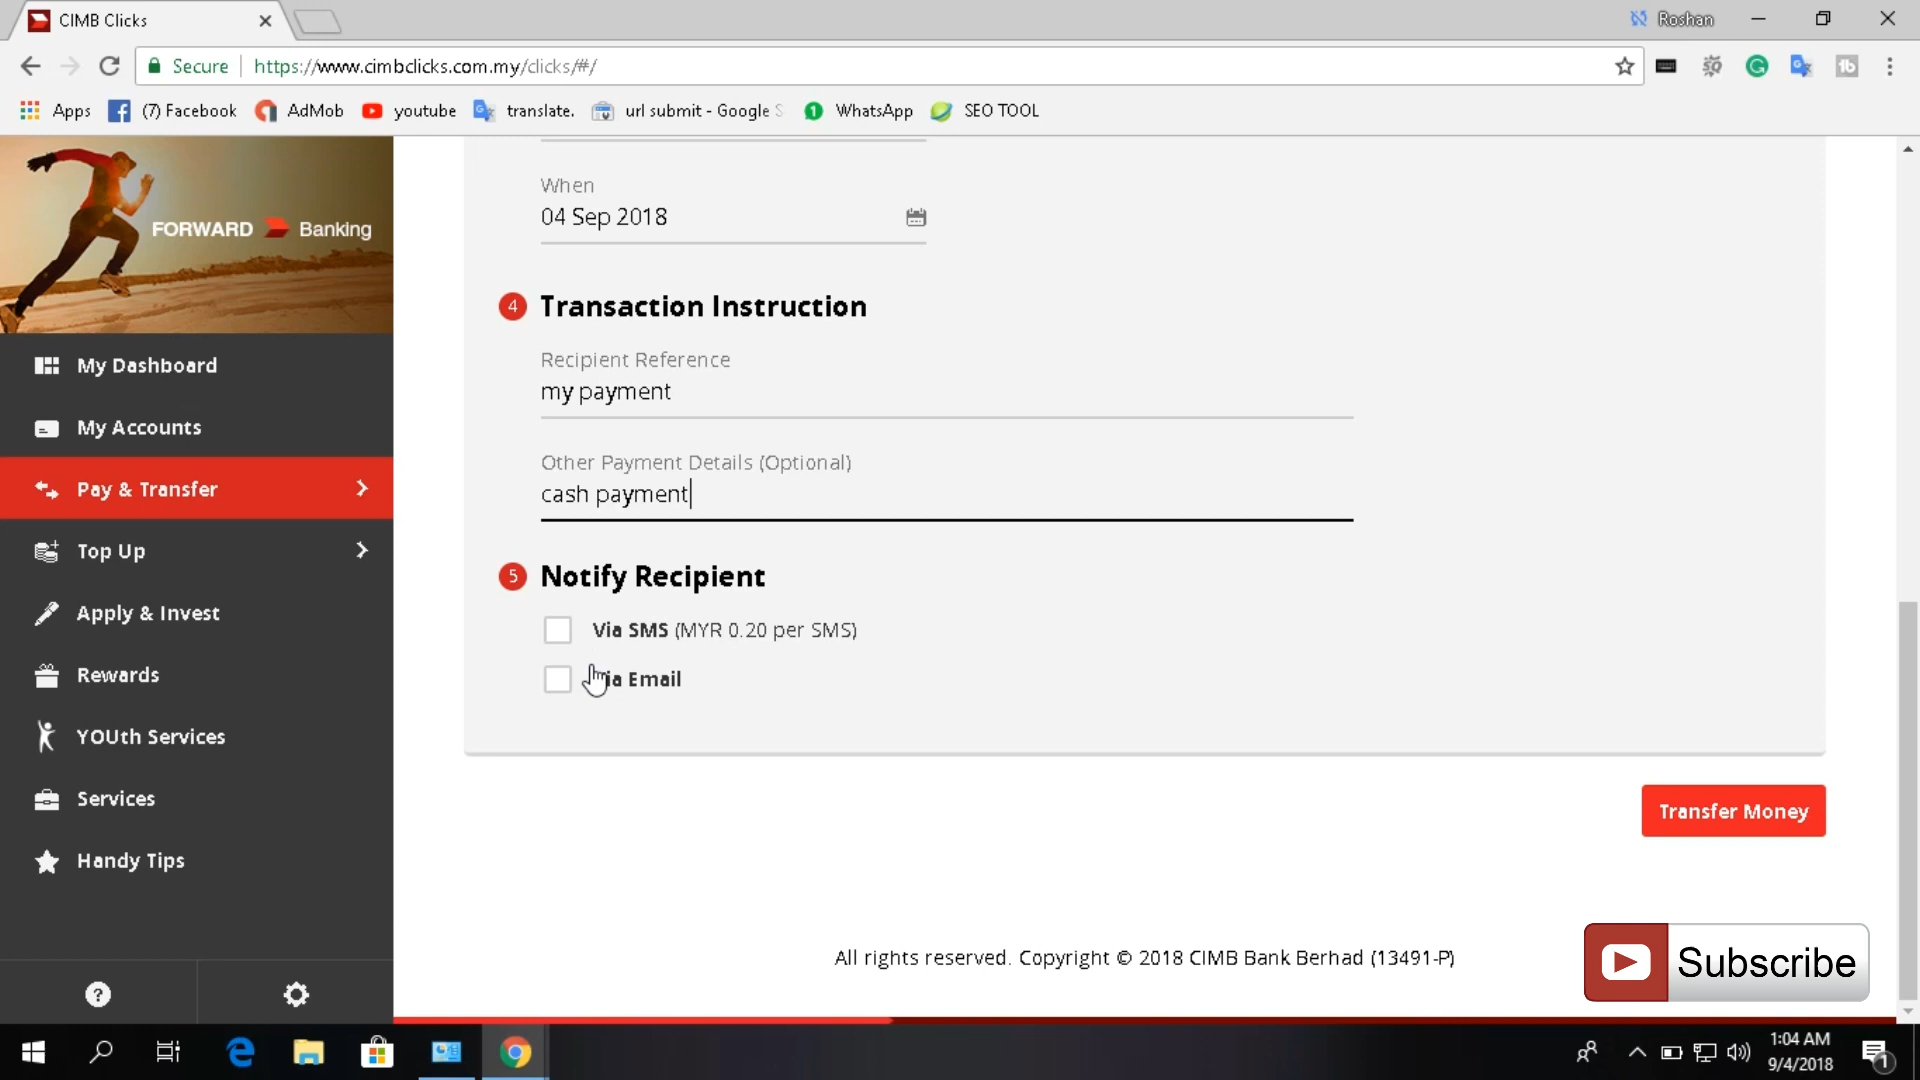 CIMB Clicks
Roshan
Secure
https://www.cimbclicks.com.my/clicks/#/
Apps
(7) Facebook
AdMob
youtube
translate.
url submit - Google S
WhatsApp
SEO TOOL
FORWARD Banking
My Dashboard
My Accounts
Pay & Transfer
Top Up
Apply & Invest
Rewards
YOUth Services
Services
Handy Tips
When
04 Sep 2018
4 Transaction Instruction
Recipient Reference
my payment
Other Payment Details (Optional)
cash payment
5 Notify Recipient
Via SMS (MYR 0.20 per SMS)
Via Email
Transfer Money
All rights reserved. Copyright © 2018 CIMB Bank Berhad (13491-P)
Subscribe
1:04 AM
9/4/2018
1